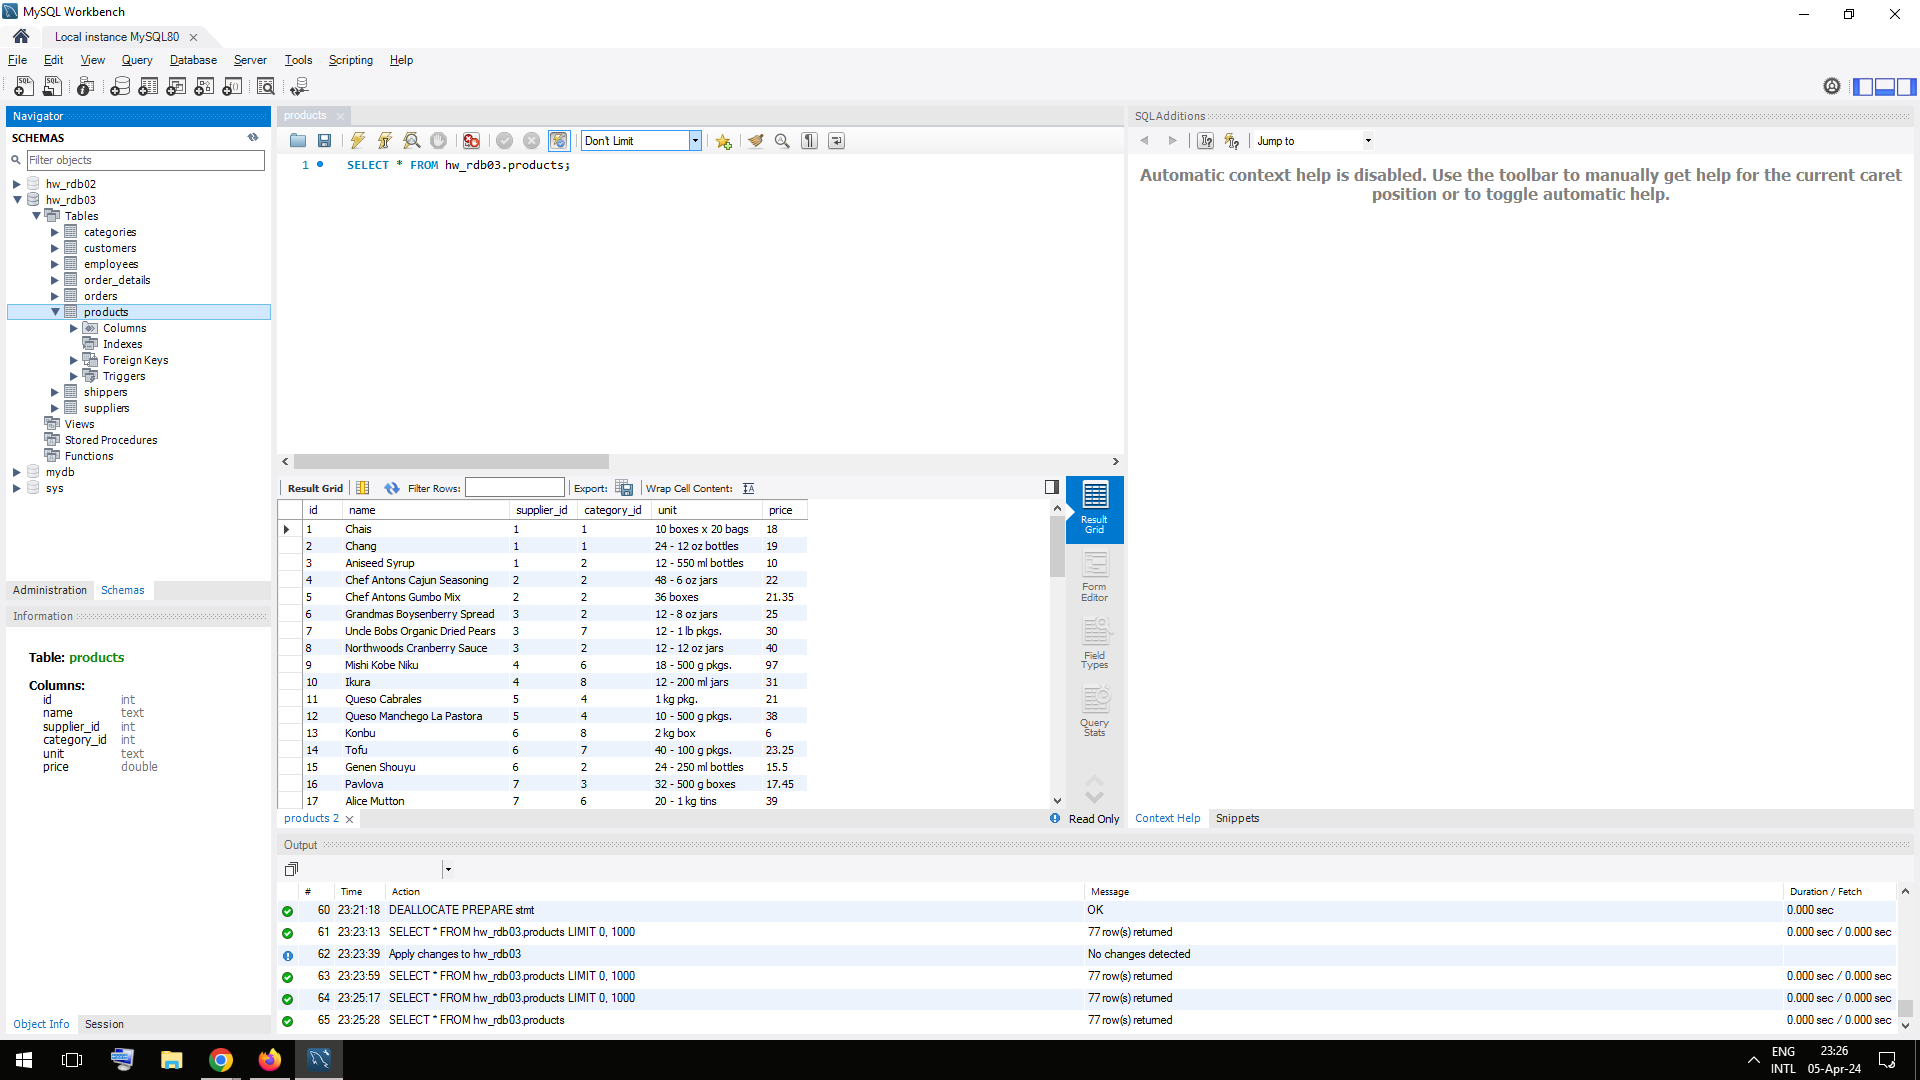 MySQL Workbench
Local instance MySQL80
File Edit View Query Database Server Tools Scripting Help
Navigator
SCHEMAS
Filter objects
hw_rdb02
hw_rdb03
Tables
categories
customers
employees
order_details
orders
products
Columns
Indexes
Foreign Keys
Triggers
shippers
suppliers
Views
Stored Procedures
Functions
mydb
sys
Administration Schemas
Information
Table: products
Columns:
id int
name text
supplier_id int
category_id int
unit text
price double
Object Info Session
products
Don't Limit
1 SELECT * FROM hw_rdb03.products;
Result Grid Filter Rows: Export: Wrap Cell Content:
id name supplier_id category_id unit price
1 Chais 1 1 10 boxes x 20 bags 18
2 Chang 1 1 24 - 12 oz bottles 19
3 Aniseed Syrup 1 2 12 - 550 ml bottles 10
4 Chef Antons Cajun Seasoning 2 2 48 - 6 oz jars 22
5 Chef Antons Gumbo Mix 2 2 36 boxes 21.35
6 Grandmas Boysenberry Spread 3 2 12 - 8 oz jars 25
7 Uncle Bobs Organic Dried Pears 3 7 12 - 1 lb pkgs. 30
8 Northwoods Cranberry Sauce 3 2 12 - 12 oz jars 40
9 Mishi Kobe Niku 4 6 18 - 500 g pkgs. 97
10 Ikura 4 8 12 - 200 ml jars 31
11 Queso Cabrales 5 4 1 kg pkg. 21
12 Queso Manchego La Pastora 5 4 10 - 500 g pkgs. 38
13 Konbu 6 8 2 kg box 6
14 Tofu 6 7 40 - 100 g pkgs. 23.25
15 Genen Shouyu 6 2 24 - 250 ml bottles 15.5
16 Pavlova 7 3 32 - 500 g boxes 17.45
17 Alice Mutton 7 6 20 - 1 kg tins 39
Result
Grid
Form
Editor
Field
Types
Query
Stats
products 2
Read Only
SQLAdditions
Jump to
Automatic context help is disabled. Use the toolbar to manually get help for the current caret
position or to toggle automatic help.
Context Help Snippets
Output
# Time Action Message Duration / Fetch
60 23:21:18 DEALLOCATE PREPARE stmt OK 0.000 sec
61 23:23:13 SELECT * FROM hw_rdb03.products LIMIT 0, 1000 77 row(s) returned 0.000 sec / 0.000 sec
62 23:23:39 Apply changes to hw_rdb03 No changes detected
63 23:23:59 SELECT * FROM hw_rdb03.products LIMIT 0, 1000 77 row(s) returned 0.000 sec / 0.000 sec
64 23:25:17 SELECT * FROM hw_rdb03.products LIMIT 0, 1000 77 row(s) returned 0.000 sec / 0.000 sec
65 23:25:28 SELECT * FROM hw_rdb03.products 77 row(s) returned 0.000 sec / 0.000 sec
ENG 23:26
INTL 05-Apr-24